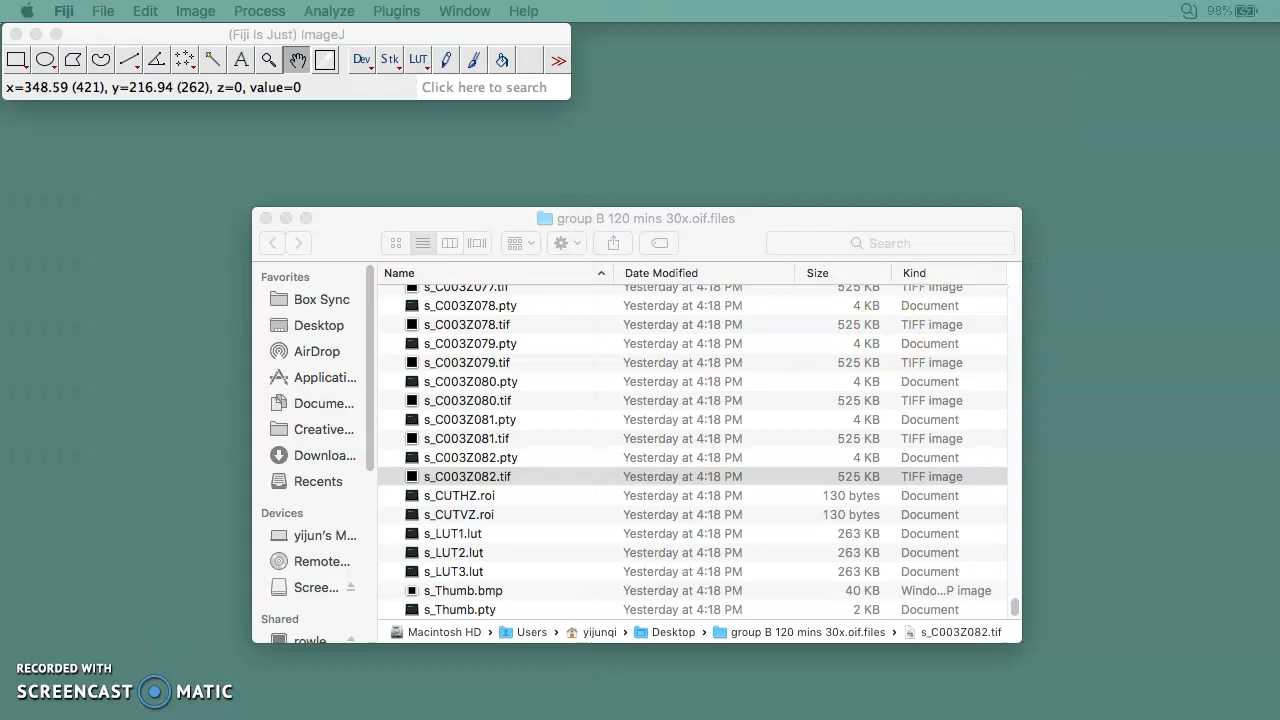 Fiji File Edit Image Process Analyze Plugins Window Help 98%
(Fiji Is Just) ImageJ
A Dev Stk LUT >>
x=348.59 (421), y=216.94 (262), z=0, value=0 Click here to search
group B 120 mins 30x.oif.files
Search
Favorites
Box Sync
Desktop
AirDrop
Applicati...
Docume...
Creative...
Downloa...
Recents
Devices
yijun's M...
Remote...
Scree...
Shared
rowle
Name Date Modified Size Kind
s_C003Z077.tif Yesterday at 4:18 PM 525 KB TIFF image
s_C003Z078.pty Yesterday at 4:18 PM 4 KB Document
s_C003Z078.tif Yesterday at 4:18 PM 525 KB TIFF image
s_C003Z079.pty Yesterday at 4:18 PM 4 KB Document
s_C003Z079.tif Yesterday at 4:18 PM 525 KB TIFF image
s_C003Z080.pty Yesterday at 4:18 PM 4 KB Document
s_C003Z080.tif Yesterday at 4:18 PM 525 KB TIFF image
s_C003Z081.pty Yesterday at 4:18 PM 4 KB Document
s_C003Z081.tif Yesterday at 4:18 PM 525 KB TIFF image
s_C003Z082.pty Yesterday at 4:18 PM 4 KB Document
s_C003Z082.tif Yesterday at 4:18 PM 525 KB TIFF image
s_CUTHZ.roi Yesterday at 4:18 PM 130 bytes Document
s_CUTVZ.roi Yesterday at 4:18 PM 130 bytes Document
s_LUT1.lut Yesterday at 4:18 PM 263 KB Document
s_LUT2.lut Yesterday at 4:18 PM 263 KB Document
s_LUT3.lut Yesterday at 4:18 PM 263 KB Document
s_Thumb.bmp Yesterday at 4:18 PM 40 KB Windo...P image
s_Thumb.pty Yesterday at 4:18 PM 2 KB Document
Macintosh HD › Users › yijunqi › Desktop › group B 120 mins 30x.oif.files › s_C003Z082.tif
RECORDED WITH
SCREENCAST MATIC